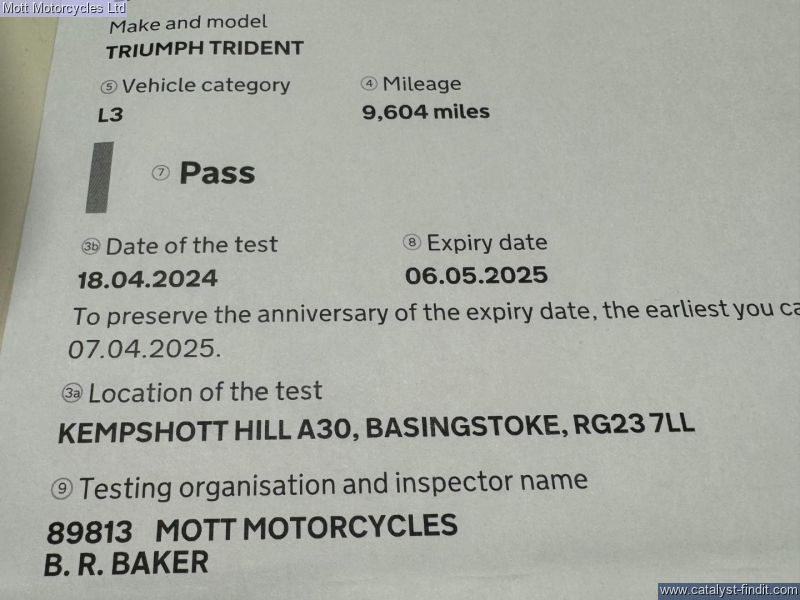 Mott Motorcycles Ltd
Make and model
TRIUMPH TRIDENT
5 Vehicle category
4 Mileage
L3
9,604 miles
7 Pass
3b Date of the test
8 Expiry date
18.04.2024
06.05.2025
To preserve the anniversary of the expiry date, the earliest you ca
07.04.2025.
3a Location of the test
KEMPSHOTT HILL A30, BASINGSTOKE, RG23 7LL
9 Testing organisation and inspector name
89813 MOTT MOTORCYCLES
B. R. BAKER
www.catalyst-findit.com